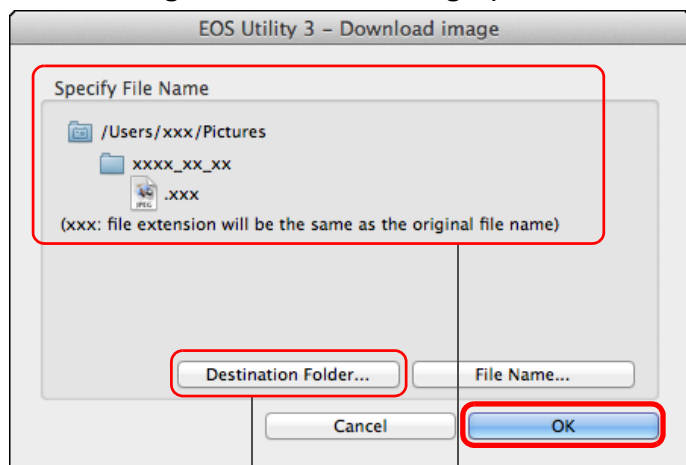 EOS Utility 3 – Download image
Specify File Name
/Users/xxx/Pictures
xxxx_xx_xx
JPEG
.xxx
(xxx: file extension will be the same as the original file name)
Destination Folder...
File Name...
Cancel
OK